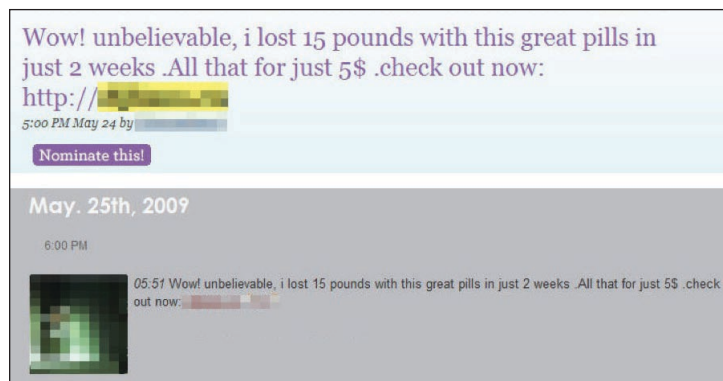 Wow! unbelievable, i lost 15 pounds with this great pills in
just 2 weeks .All that for just 5$ .check out now:
http://
5:00 PM May 24 by
Nominate this!
May. 25th, 2009
6:00 PM
05:51 Wow! unbelievable, i lost 15 pounds with this great pills in just 2 weeks .All that for just 5$ .check
out now: